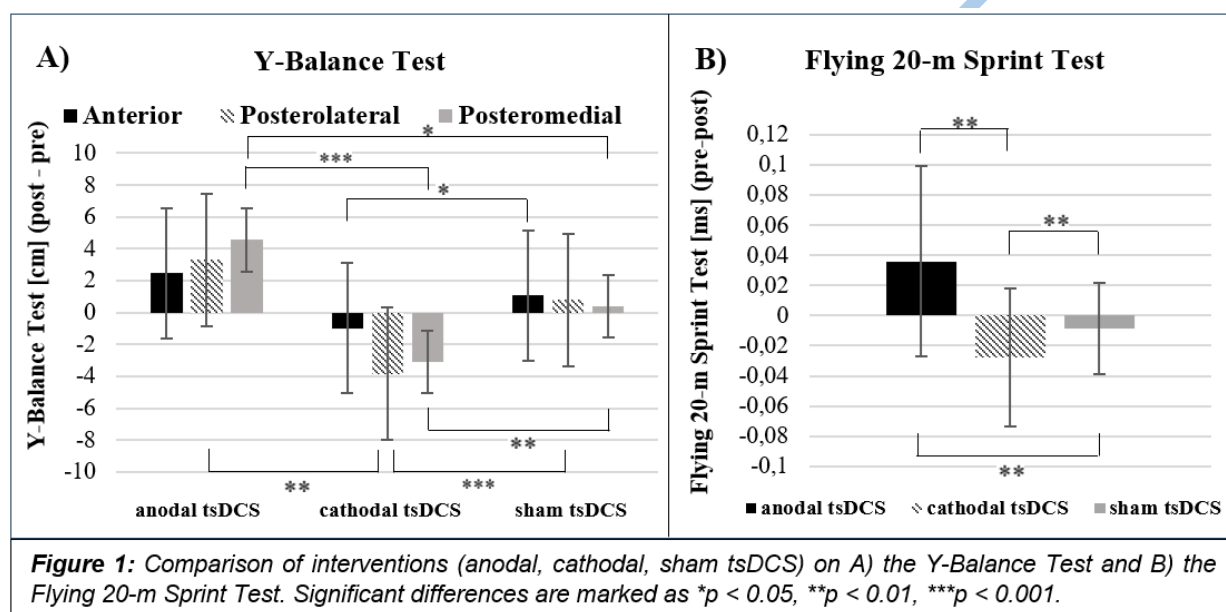 A)
Y-Balance Test
Anterior Posterolateral Posteromedial
Y-Balance Test [cm] (post - pre)
10
8
6
4
2
0
-2
-4
-6
-8
-10
*
***
*
**
**
***
anodal tsDCS cathodal tsDCS sham tsDCS
B)
Flying 20-m Sprint Test
Flying 20-m Sprint Test [ms] (pre-post)
0,12
0,1
0,08
0,06
0,04
0,02
0
-0,02
-0,04
-0,06
-0,08
-0,1
**
**
**
anodal tsDCS cathodal tsDCS sham tsDCS
Figure 1: Comparison of interventions (anodal, cathodal, sham tsDCS) on A) the Y-Balance Test and B) the
Flying 20-m Sprint Test. Significant differences are marked as *p < 0.05, **p < 0.01, ***p < 0.001.